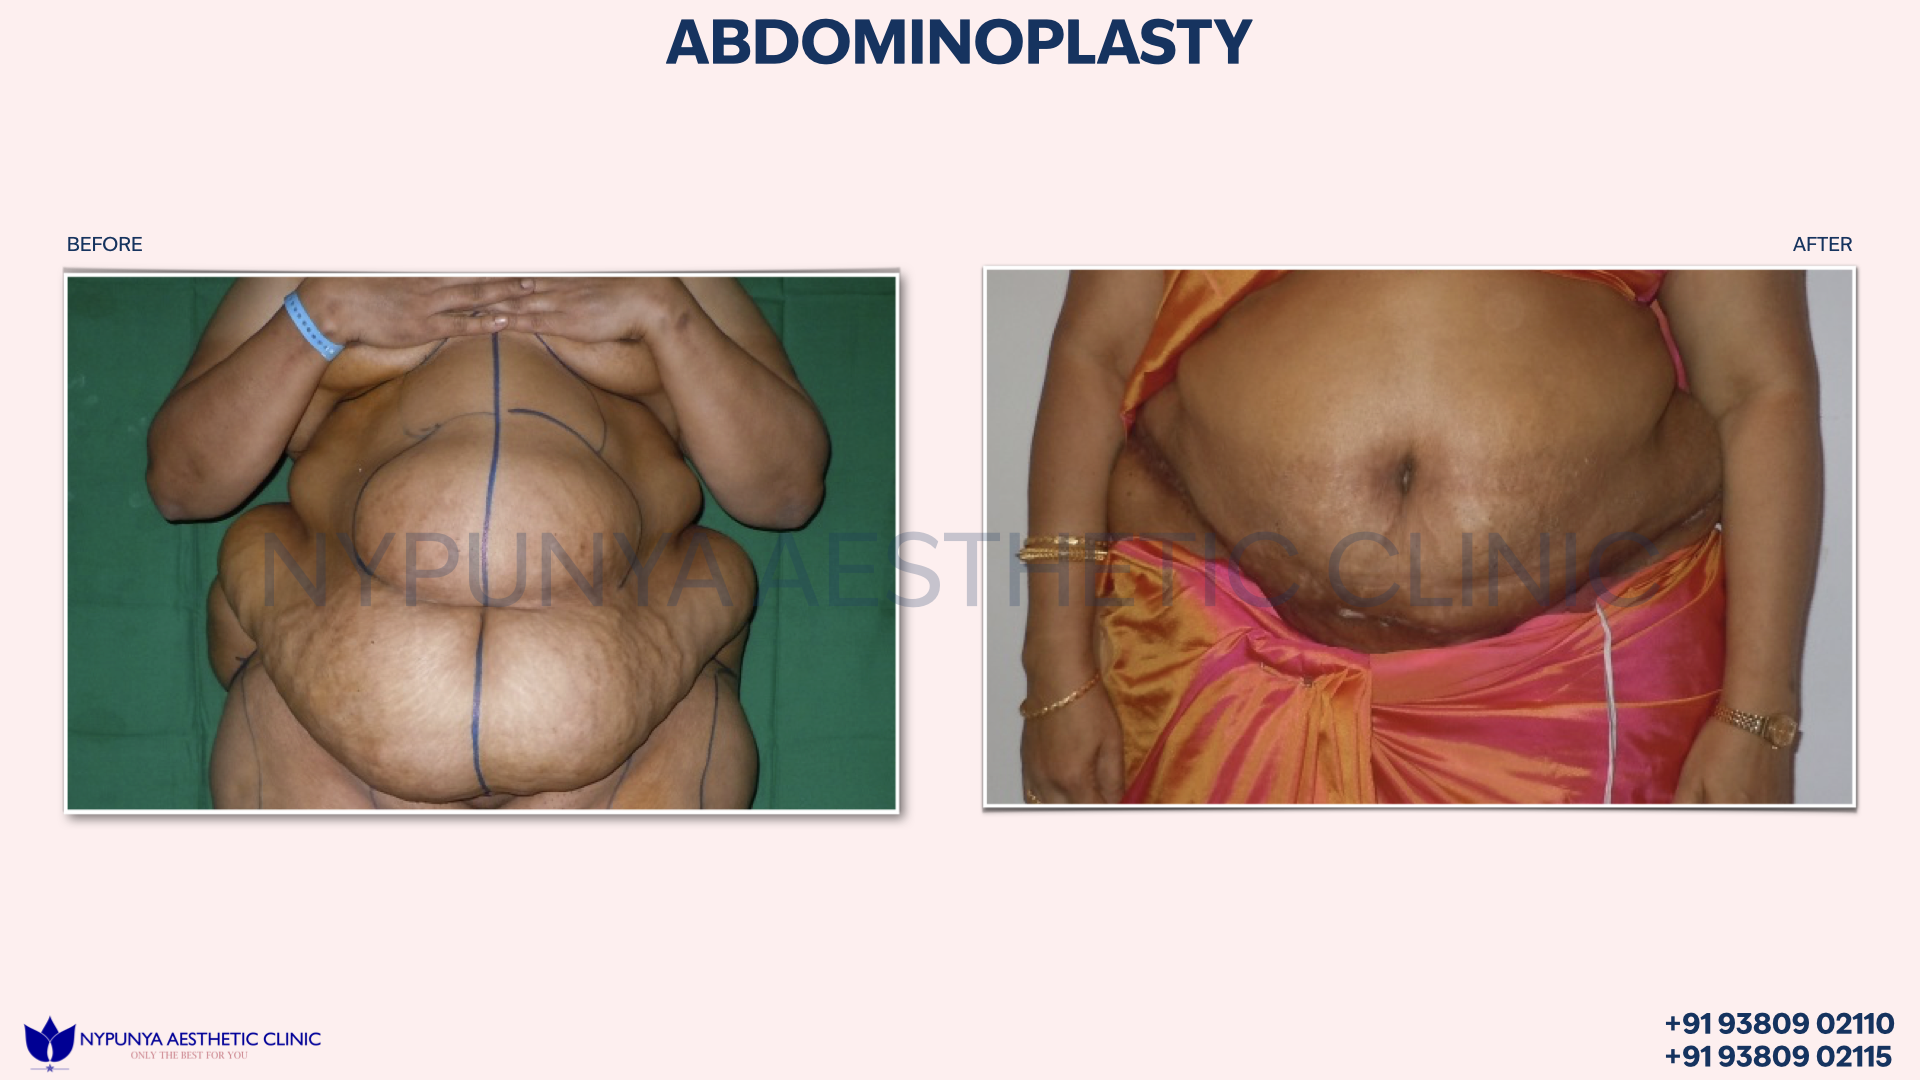 ABDOMINOPLASTY
BEFORE
AFTER
NYPUNYA AESTHETIC CLINIC
NYPUNYA AESTHETIC CLINIC
ONLY THE BEST FOR YOU
+91 93809 02110
+91 93809 02115